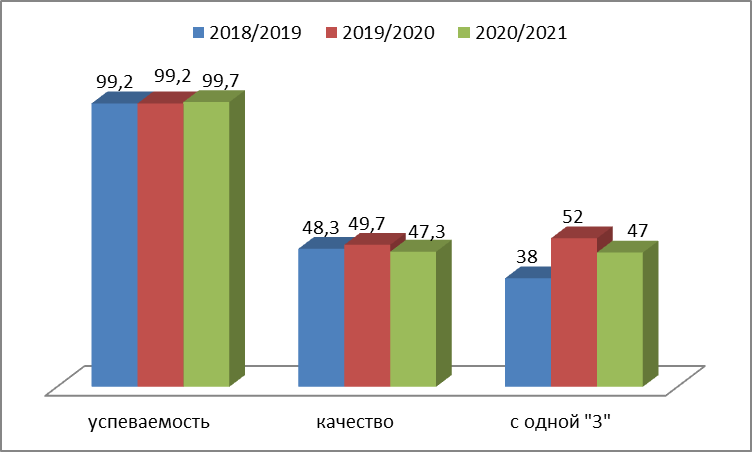 2018/2019 2019/2020 2020/2021
99,2 99,2 99,7
48,3 49,7 47,3
38 52 47
успеваемость качество с одной "3"